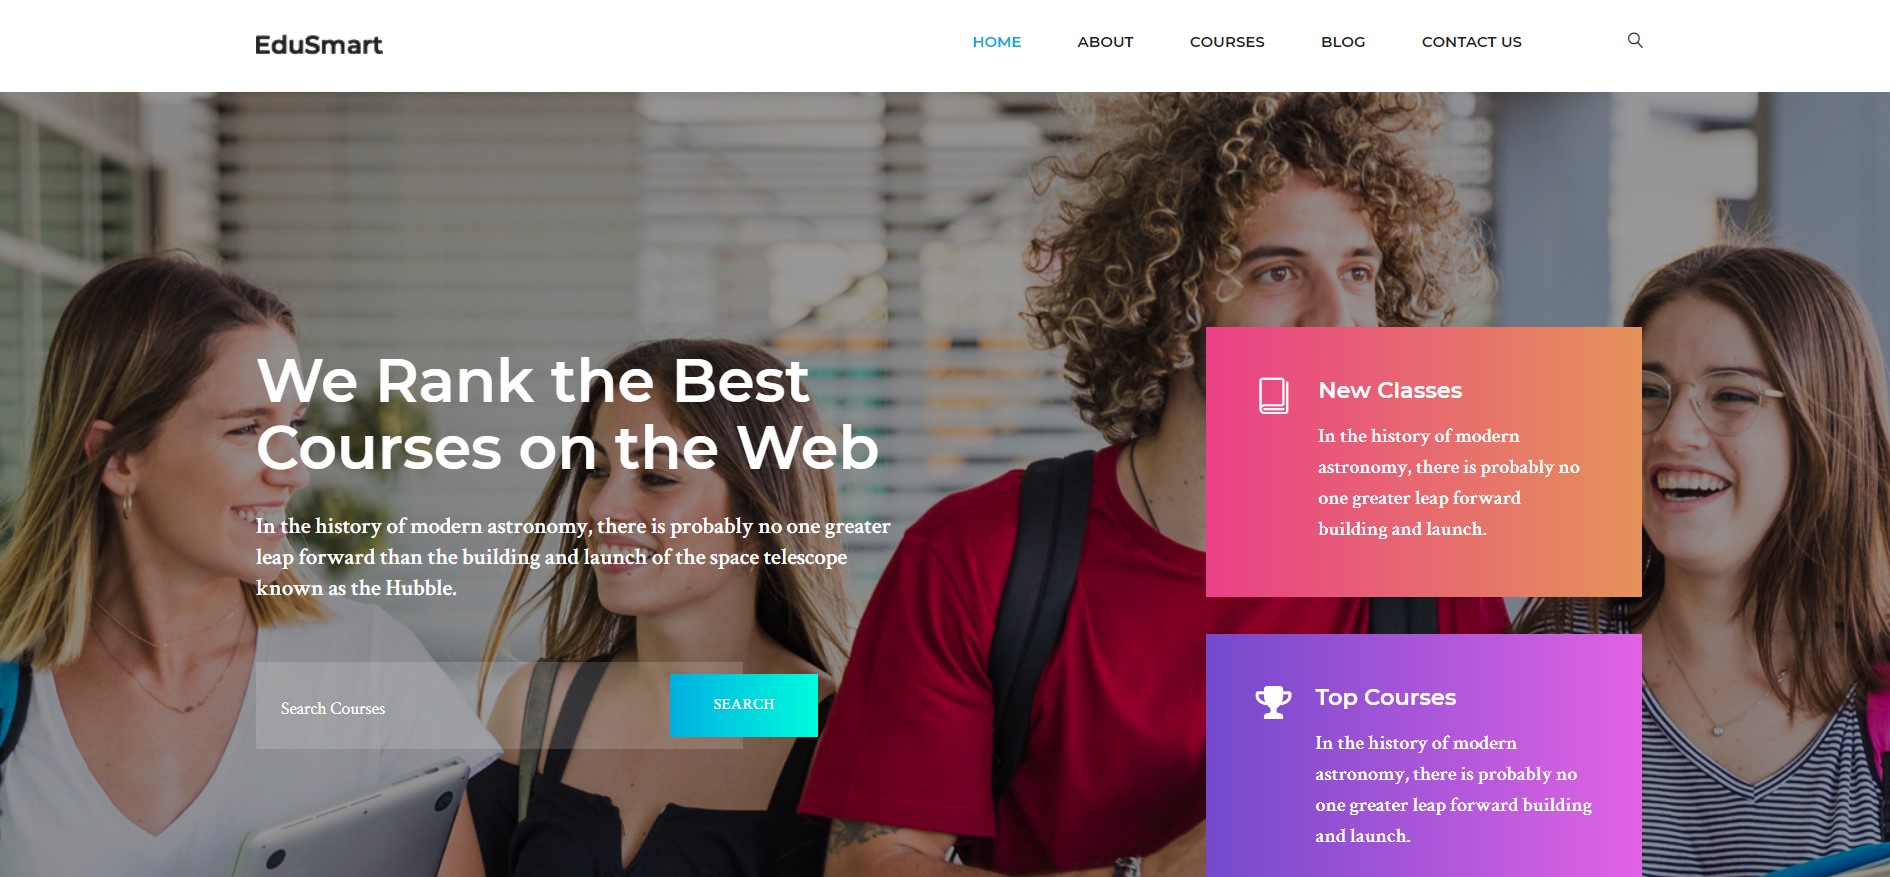 EduSmart
HOME
ABOUT
COURSES
BLOG
CONTACT US
We Rank the Best
Courses on the Web
In the history of modern astronomy, there is probably no one greater
leap forward than the building and launch of the space telescope
known as the Hubble.
Search Courses
SEARCH
New Classes
In the history of modern
astronomy, there is probably no
one greater leap forward
building and launch.
Top Courses
In the history of modern
astronomy, there is probably no
one greater leap forward building
and launch.